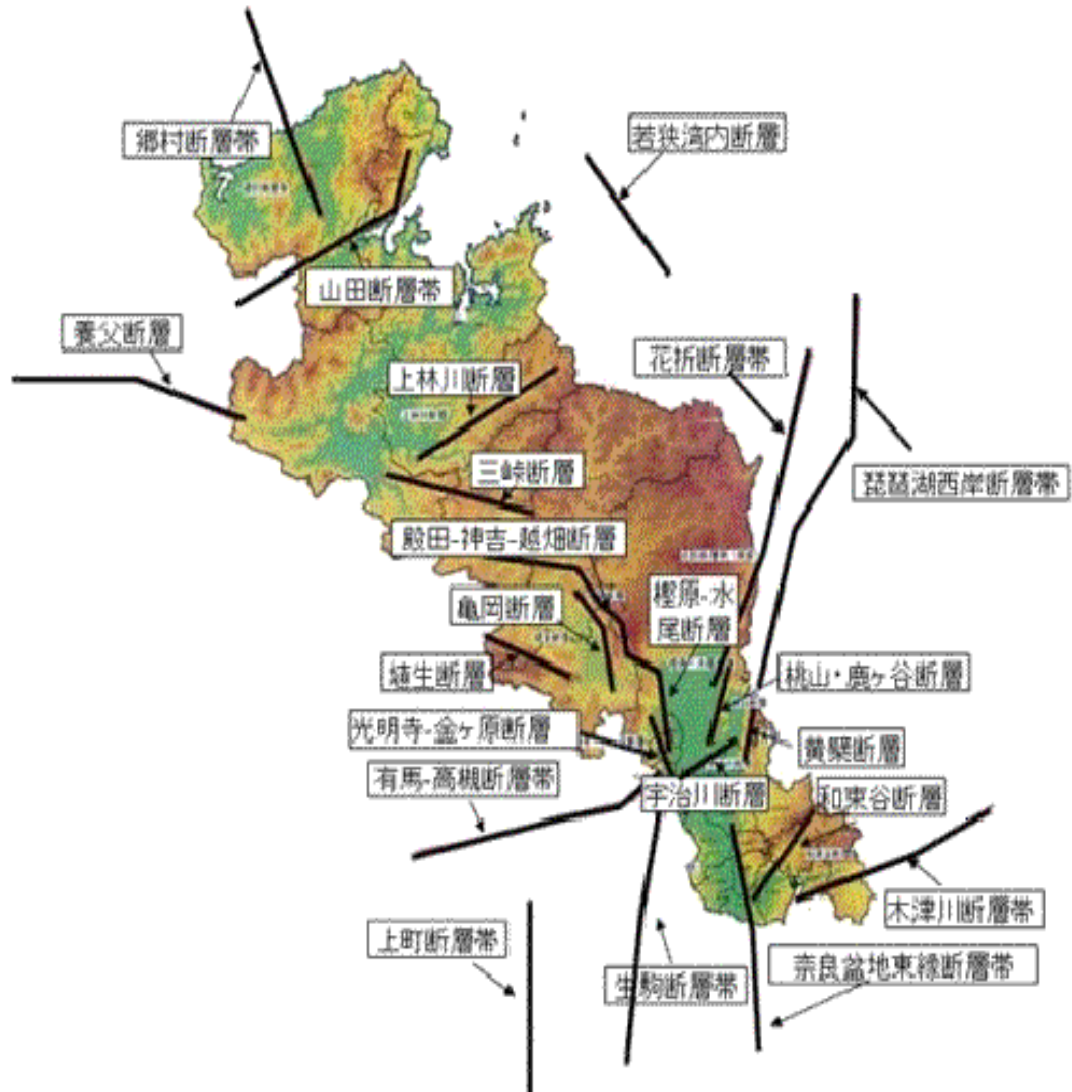 郷村断層帯
若狭湾内断層
山田断層帯
養父断層
花折断層帯
上林川断層
琵琶湖西岸断層帯
三峠断層
殿田-神吉-越畑断層
樫原-水
尾断層
亀岡断層
埴生断層
桃山・鹿ヶ谷断層
光明寺-金ヶ原断層
黄檗断層
有馬-高槻断層帯
宇治川断層
和束谷断層
木津川断層帯
上町断層帯
生駒断層帯
奈良盆地東縁断層帯